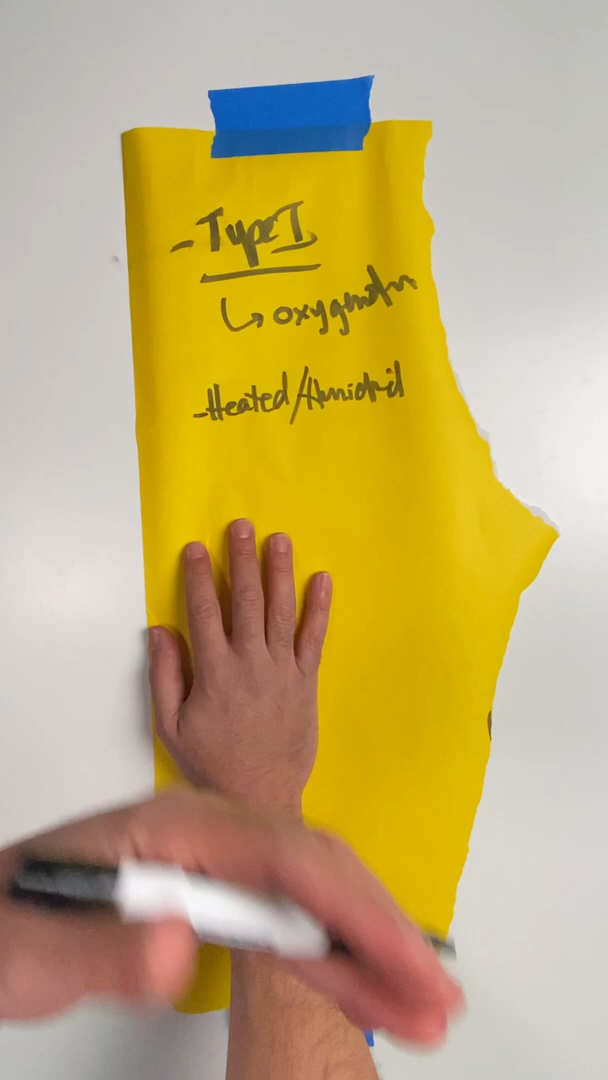 - Type I
↳ oxygenation
- Heated/Humidified